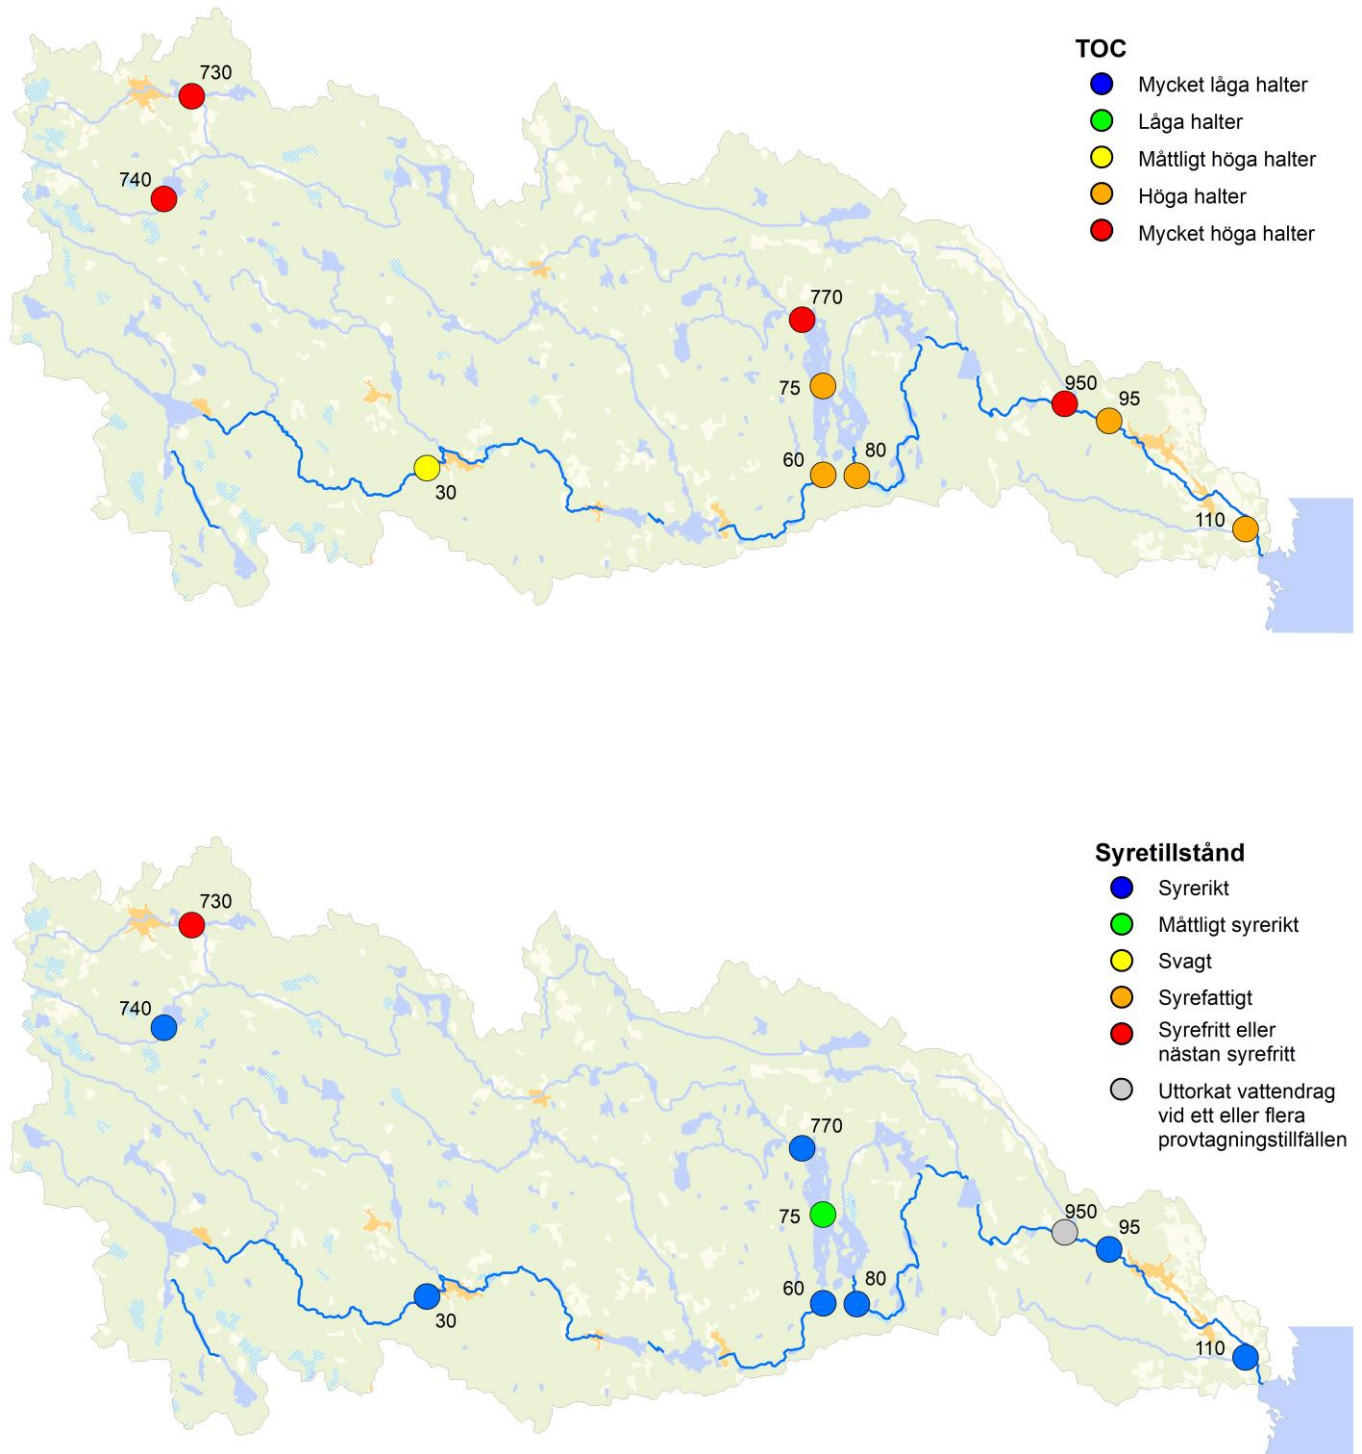 TOC
Mycket låga halter
Låga halter
Måttligt höga halter
Höga halter
Mycket höga halter
730
740
770
75
950
95
60
80
30
110
Syretillstånd
Syrerikt
Måttligt syrerikt
Svagt
Syrefattigt
Syrefritt eller
nästan syrefritt
Uttorkat vattendrag
vid ett eller flera
provtagningstillfällen
730
740
770
75
950
95
60
80
30
110